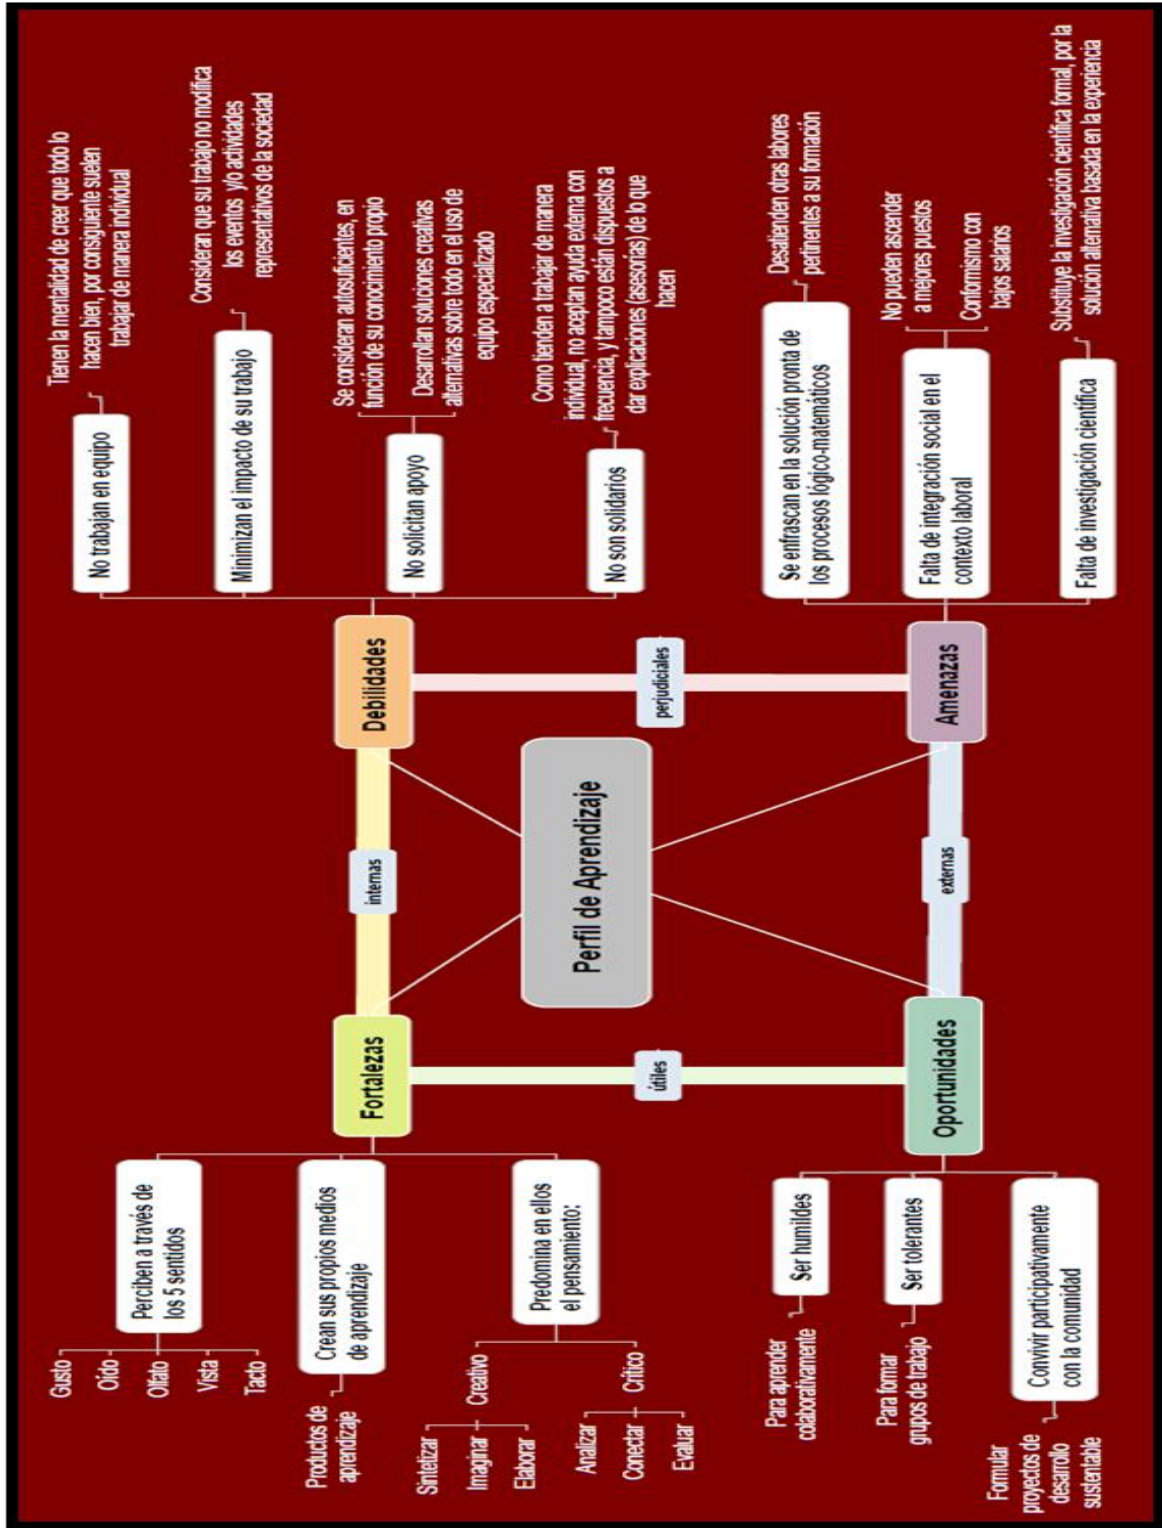 Perfil de Aprendizaje
Fortalezas
Perciben a través de
los 5 sentidos
Gusto
Oído
Olfato
Vista
Tacto
Crean sus propios medios
de aprendizaje
Productos de
aprendizaje
Predomina en ellos
el pensamiento:
Creativo
Sintetizar
Imaginar
Elaborar
Crítico
Analizar
Conectar
Evaluar
internas
Debilidades
No trabajan en equipo
Tienen la mentalidad de creer que todo lo
hacen bien, por consiguiente suelen
trabajar de manera individual
Minimizan el impacto de su trabajo
Consideran que su trabajo no modifica
los eventos y/o actividades
representativos de la sociedad
No solicitan apoyo
Se consideran autosuficientes, en
función de su conocimiento propio
Desarrollan soluciones creativas
alternativas sobre todo en el uso de
equipo especializado
No son solidarios
Como tienden a trabajar de manera
individual, no aceptan ayuda externa con
frecuencia, y tampoco están dispuestos a
dar explicaciones (asesorías) de lo que
hacen
útiles
perjudiciales
Oportunidades
Ser humildes
Para aprender
colaborativamente
Ser tolerantes
Para formar
grupos de trabajo
Convivir participativamente
con la comunidad
Formular
proyectos de
desarrollo
sustentable
externas
Amenazas
Se enfrascan en la solución pronta de
los procesos lógico-matemáticos
Desatienden otras labores
pertinentes a su formación
Falta de integración social en el
contexto laboral
No pueden ascender
a mejores puestos
Conformismo con
bajos salarios
Falta de investigación científica
Substituye la investigación científica formal, por la
solución alternativa basada en la experiencia